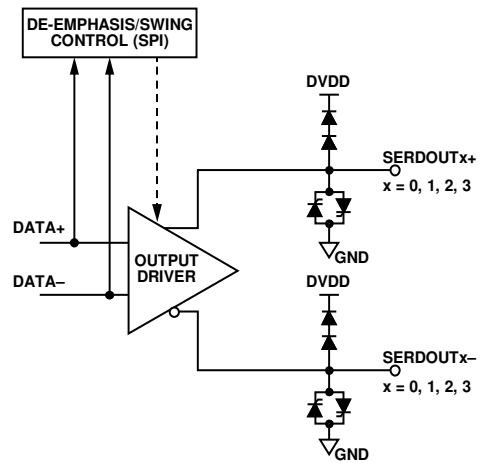 DE-EMPHASIS/SWING
CONTROL (SPI)
DVDD
SERDOUTx+
x = 0, 1, 2, 3
DATA+
GND
OUTPUT
DRIVER
DATA–
DVDD
SERDOUTx–
x = 0, 1, 2, 3
GND